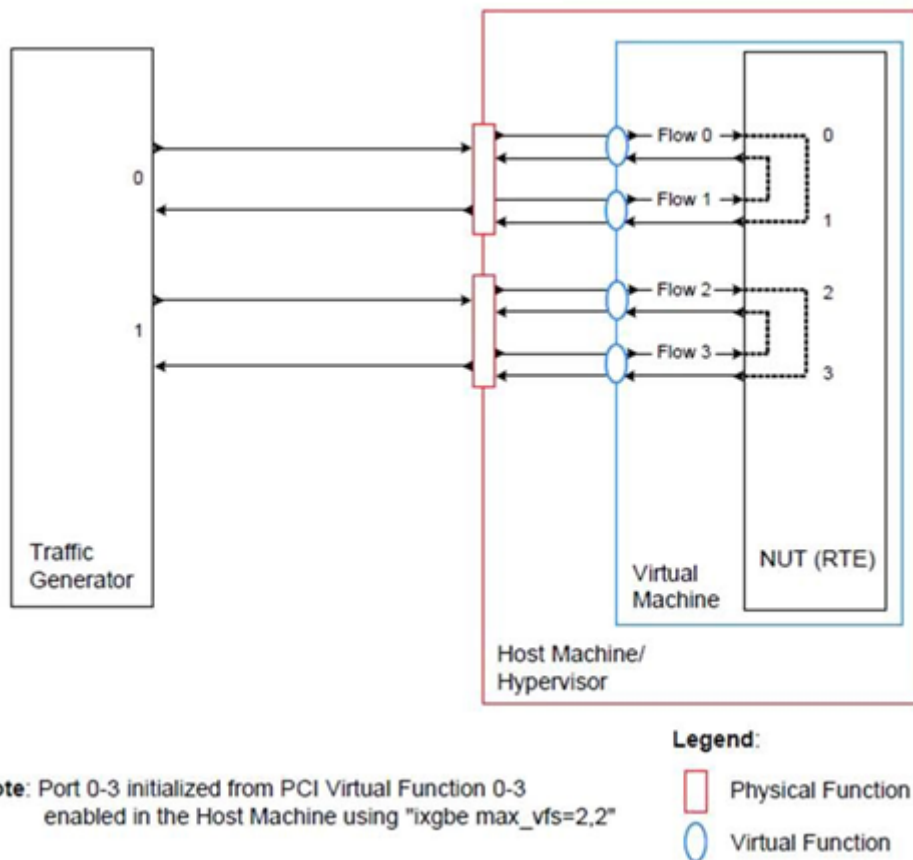 0
1
Flow 0
Flow 1
Flow 2
Flow 3
0
1
2
3
Traffic
Generator
NUT (RTE)
Virtual
Machine
Host Machine/
Hypervisor
Legend:
Physical Function
Virtual Function
ote: Port 0-3 initialized from PCI Virtual Function 0-3
enabled in the Host Machine using "ixgbe max_vfs=2,2"